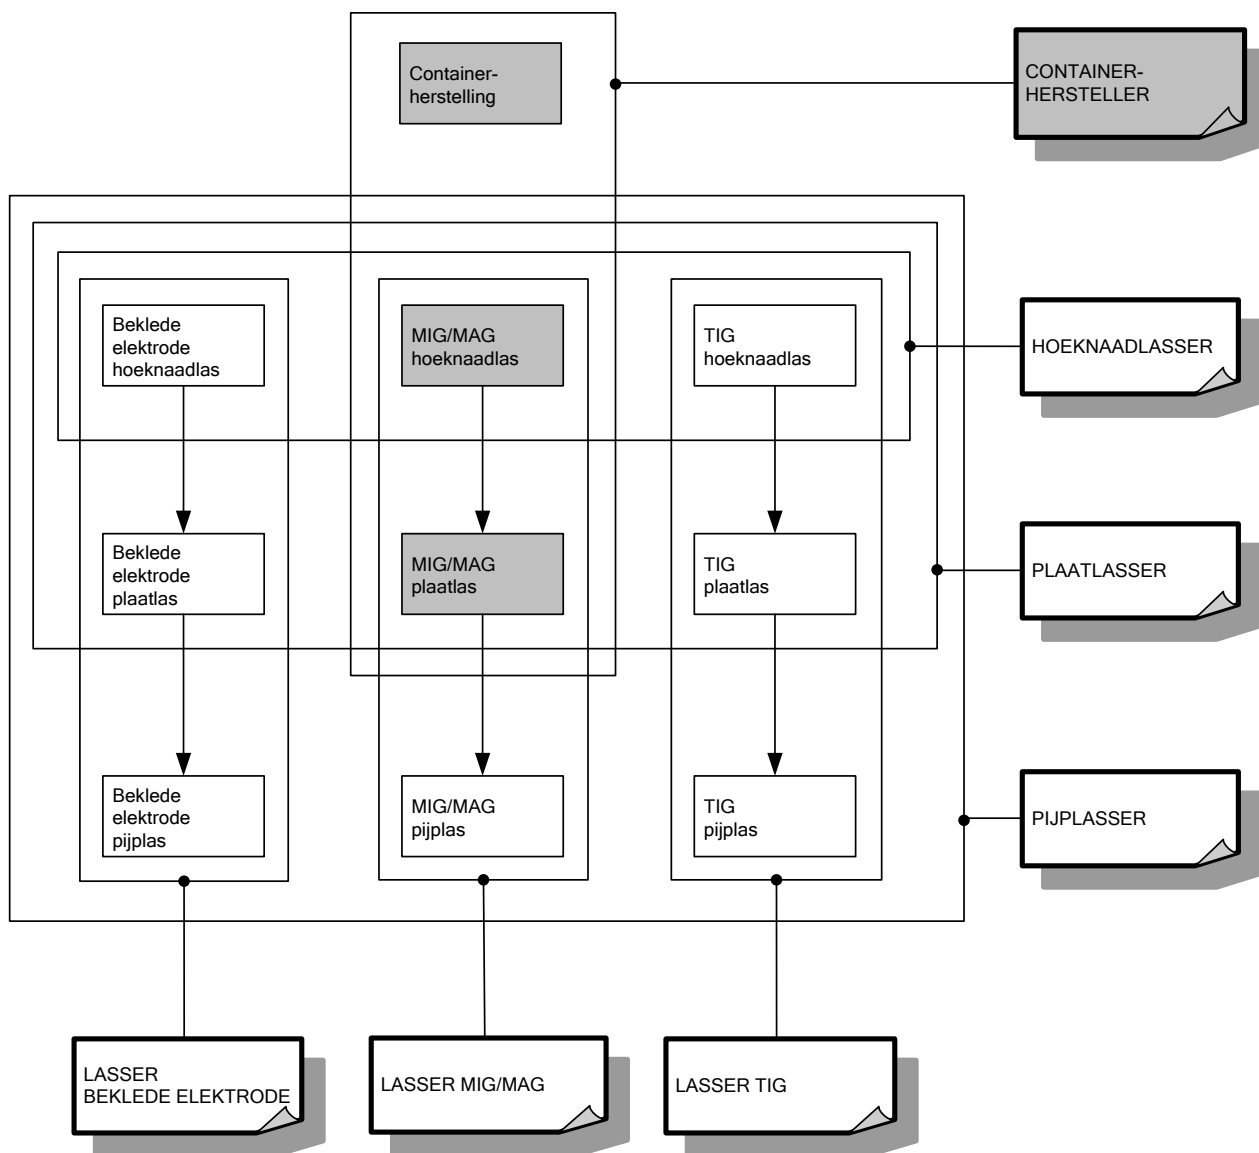 Container-
herstelling
CONTAINER-
HERSTELLER
Beklede
elektrode
hoeknaadlas
MIG/MAG
hoeknaadlas
TIG
hoeknaadlas
HOEKNAADLASSER
Beklede
elektrode
plaatlas
MIG/MAG
plaatlas
TIG
plaatlas
PLAATLASSER
Beklede
elektrode
pijplas
MIG/MAG
pijplas
TIG
pijplas
PIJPLASSER
LASSER
BEKLEDE ELEKTRODE
LASSER MIG/MAG
LASSER TIG